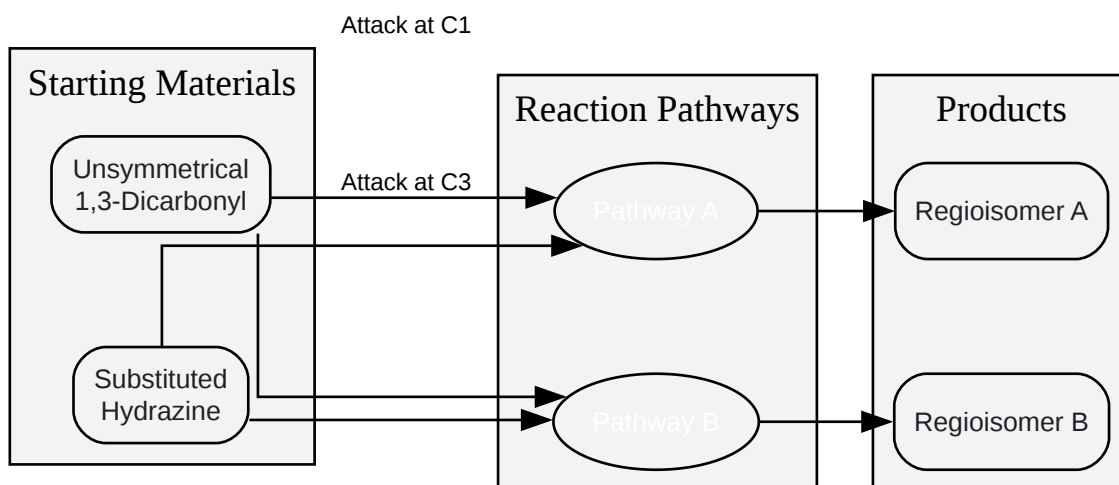 Attack at C1
Starting Materials
Reaction Pathways
Products
Unsymmetrical
1,3-Dicarbonyl
Attack at C3
Pathway A
Regioisomer A
Substituted
Hydrazine
Pathway B
Regioisomer B